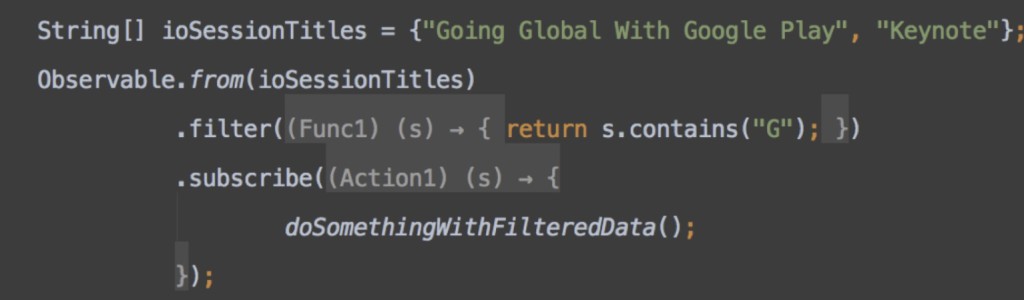 String[] ioSessionTitles = {"Going Global With Google Play", "Keynote"};
Observable.from(ioSessionTitles)
.filter((Func1) (s) → { return s.contains("G"); })
.subscribe((Action1) (s) → {
doSomethingWithFilteredData();
});